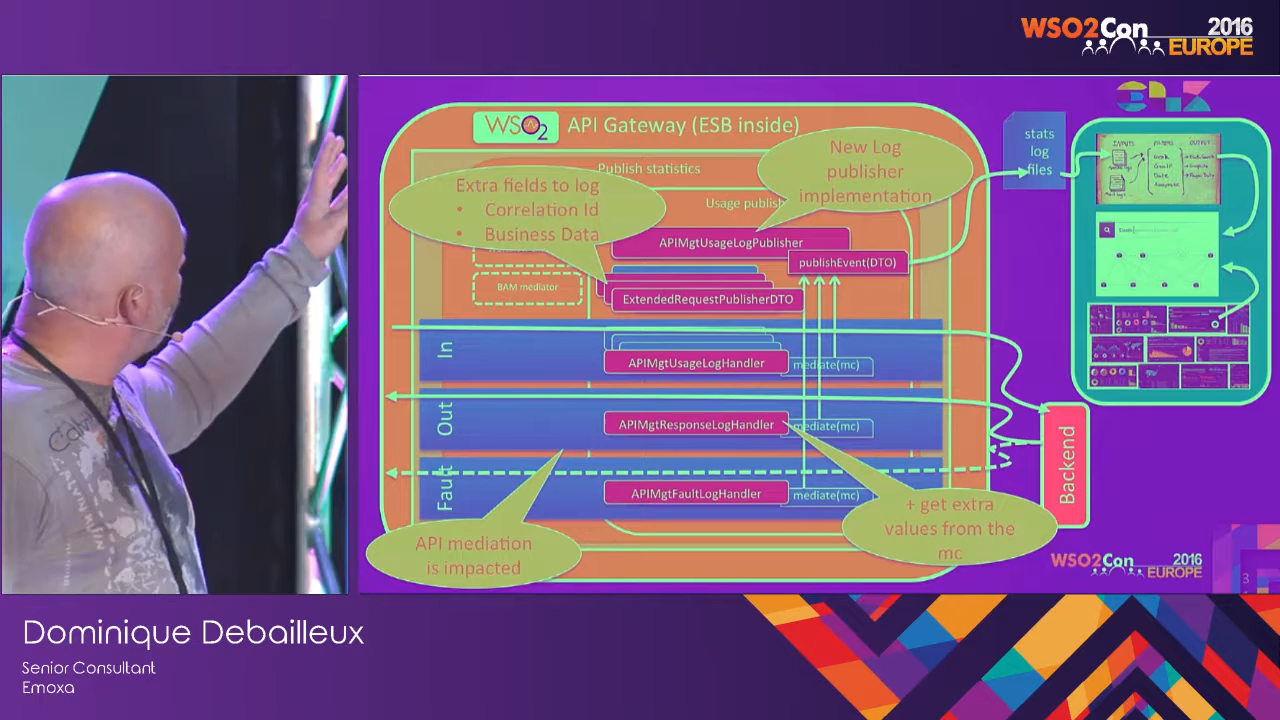 WSO2Con 2016
EUROPE
WSO2 API Gateway (ESB inside)
Publish statistics
Extra fields to log
• Correlation Id
• Business Data
New Log
publisher
implementation
Usage publish
APIMgtUsageLogPublisher
publishEvent(DTO)
BAM mediator
ExtendedRequestPublisherDTO
In
APIMgtUsageLogHandler
mediate(mc)
Out
APIMgtResponseLogHandler
mediate(mc)
Fault
APIMgtFaultLogHandler
mediate(mc)
API mediation
is impacted
+ get extra
values from the
mc
stats
log
files
INPUTS
FILTERS
OUTPUT
Backend
WSO2Con 2016
EUROPE
3
Dominique Debailleux
Senior Consultant
Emoxa